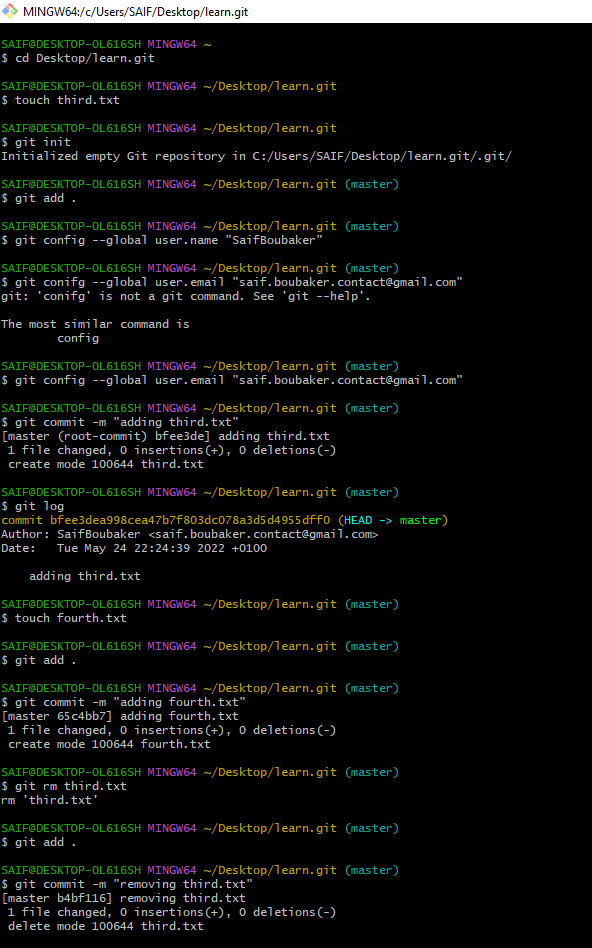 MINGW64:/c/Users/SAIF/Desktop/learn.git
SAIF@DESKTOP-OL616SH MINGW64 ~
$ cd Desktop/learn.git
SAIF@DESKTOP-OL616SH MINGW64 ~/Desktop/learn.git
$ touch third.txt
SAIF@DESKTOP-OL616SH MINGW64 ~/Desktop/learn.git
$ git init
Initialized empty Git repository in C:/Users/SAIF/Desktop/learn.git/.git/
SAIF@DESKTOP-OL616SH MINGW64 ~/Desktop/learn.git (master)
$ git add .
SAIF@DESKTOP-OL616SH MINGW64 ~/Desktop/learn.git (master)
$ git config --global user.name "SaifBoubaker"
SAIF@DESKTOP-OL616SH MINGW64 ~/Desktop/learn.git (master)
$ git conifg --global user.email "saif.boubaker.contact@gmail.com"
git: 'conifg' is not a git command. See 'git --help'.
The most similar command is
        config
SAIF@DESKTOP-OL616SH MINGW64 ~/Desktop/learn.git (master)
$ git config --global user.email "saif.boubaker.contact@gmail.com"
SAIF@DESKTOP-OL616SH MINGW64 ~/Desktop/learn.git (master)
$ git commit -m "adding third.txt"
[master (root-commit) bfee3de] adding third.txt
 1 file changed, 0 insertions(+), 0 deletions(-)
 create mode 100644 third.txt
SAIF@DESKTOP-OL616SH MINGW64 ~/Desktop/learn.git (master)
$ git log
commit bfee3dea998cea47b7f803dc078a3d5d4955dff0 (HEAD -> master)
Author: SaifBoubaker <saif.boubaker.contact@gmail.com>
Date:   Tue May 24 22:24:39 2022 +0100
    adding third.txt
SAIF@DESKTOP-OL616SH MINGW64 ~/Desktop/learn.git (master)
$ touch fourth.txt
SAIF@DESKTOP-OL616SH MINGW64 ~/Desktop/learn.git (master)
$ git add .
SAIF@DESKTOP-OL616SH MINGW64 ~/Desktop/learn.git (master)
$ git commit -m "adding fourth.txt"
[master 65c4bb7] adding fourth.txt
 1 file changed, 0 insertions(+), 0 deletions(-)
 create mode 100644 fourth.txt
SAIF@DESKTOP-OL616SH MINGW64 ~/Desktop/learn.git (master)
$ git rm third.txt
rm 'third.txt'
SAIF@DESKTOP-OL616SH MINGW64 ~/Desktop/learn.git (master)
$ git add .
SAIF@DESKTOP-OL616SH MINGW64 ~/Desktop/learn.git (master)
$ git commit -m "removing third.txt"
[master b4bf116] removing third.txt
 1 file changed, 0 insertions(+), 0 deletions(-)
 delete mode 100644 third.txt